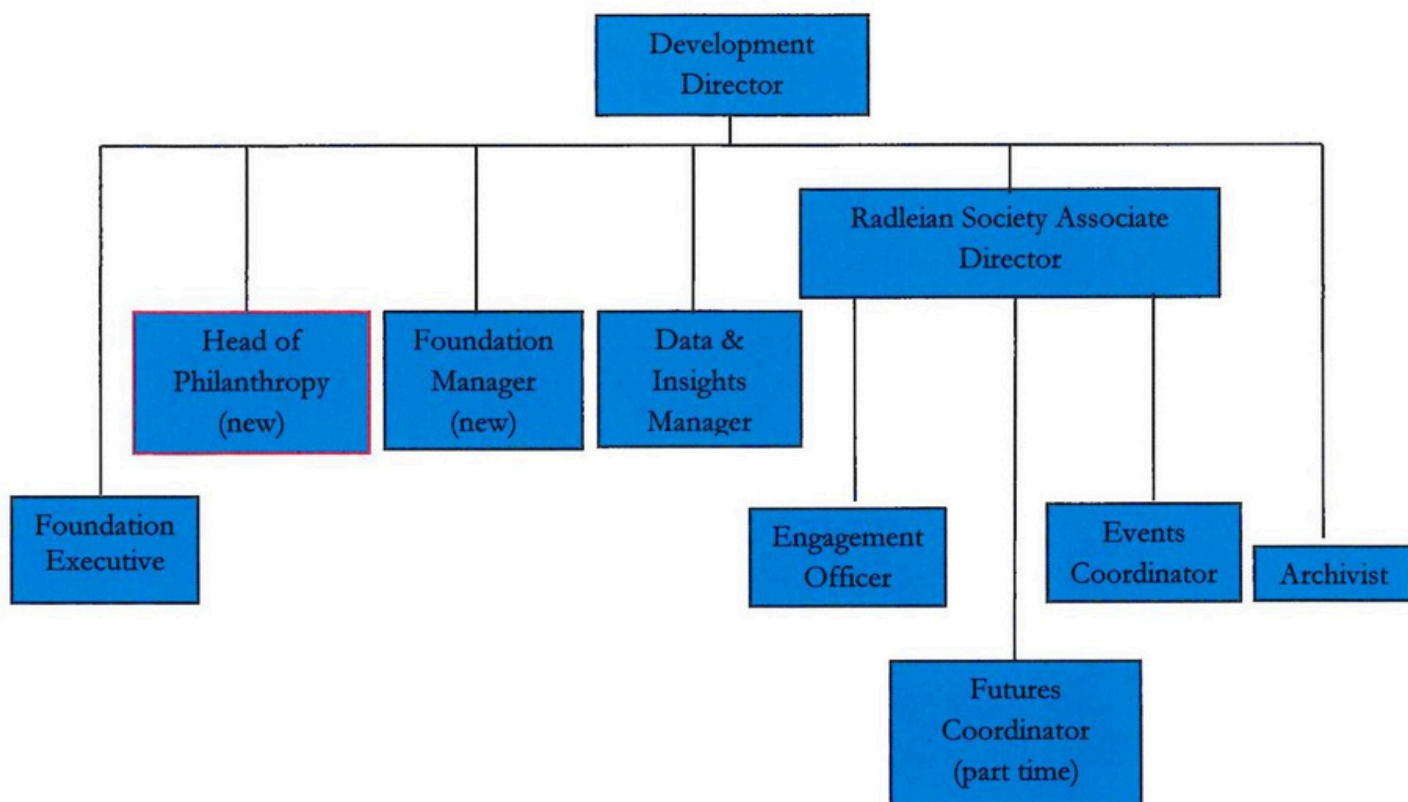 Development
Director
Radleian Society Associate
Director
Head of
Philanthropy
(new)
Foundation
Manager
(new)
Data &
Insights
Manager
Foundation
Executive
Engagement
Officer
Events
Coordinator
Archivist
Futures
Coordinator
(part time)